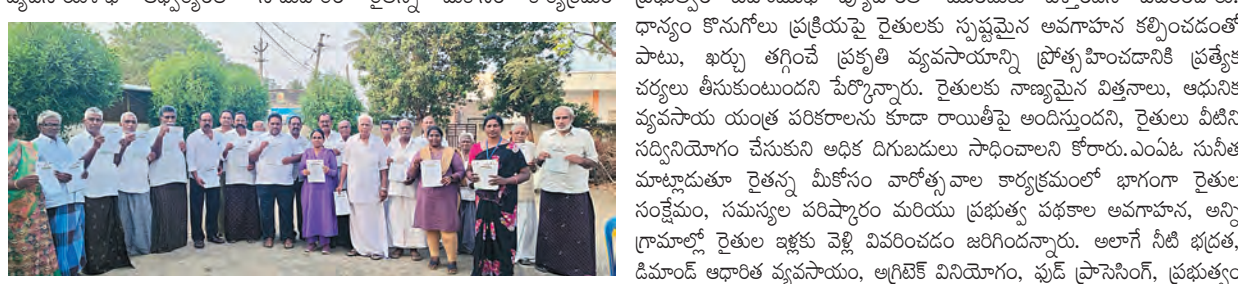 ధాన్యం కొనుగోలు ప్రక్రియపై రైతులకు స్పష్టమైన అవగాహన కల్పించడంతో
పాటు, ఖర్చు తగ్గించే ప్రకృతి వ్యవసాయాన్ని ప్రోత్సహించడానికి ప్రత్యేక
చర్యలు తీసుకుంటుందని పేర్కొన్నారు. రైతులకు నాణ్యమైన విత్తనాలు, ఆధునిక
వ్యవసాయ యంత్ర పరికరాలను కూడా రాయితీపై అందిస్తుందని, రైతులు వీటిని
సద్వినియోగం చేసుకుని అధిక దిగుబడులు సాధించాలని కోరారు.ఎంఏఓ సునీత
మాట్లాడుతూ రైతన్న మీకోసం వారోత్సవాల కార్యక్రమంలో భాగంగా రైతుల
సంక్షేమం, సమస్యల పరిష్కారం మరియు ప్రభుత్వ పథకాల అవగాహన, అన్ని
గ్రామాల్లో రైతుల ఇళ్లకు వెళ్లి వివరించడం జరిగిందన్నారు. అలాగే నీటి భద్రత,
డిమాండ్ ఆధారిత వ్యవసాయం, అగ్రిటెక్ వినియోగం, ఫుడ్ ప్రాసెసింగ్, ప్రభుత్వం